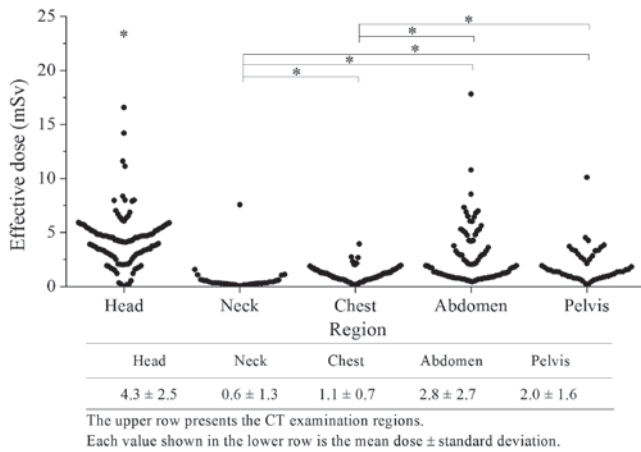 25
20
15
10
5
0
Effective dose (mSv)
*
*
*
*
*
*
Head Neck Chest Abdomen Pelvis
Region
Head Neck Chest Abdomen Pelvis
4.3 ± 2.5 0.6 ± 1.3 1.1 ± 0.7 2.8 ± 2.7 2.0 ± 1.6
The upper row presents the CT examination regions.
Each value shown in the lower row is the mean dose ± standard deviation.